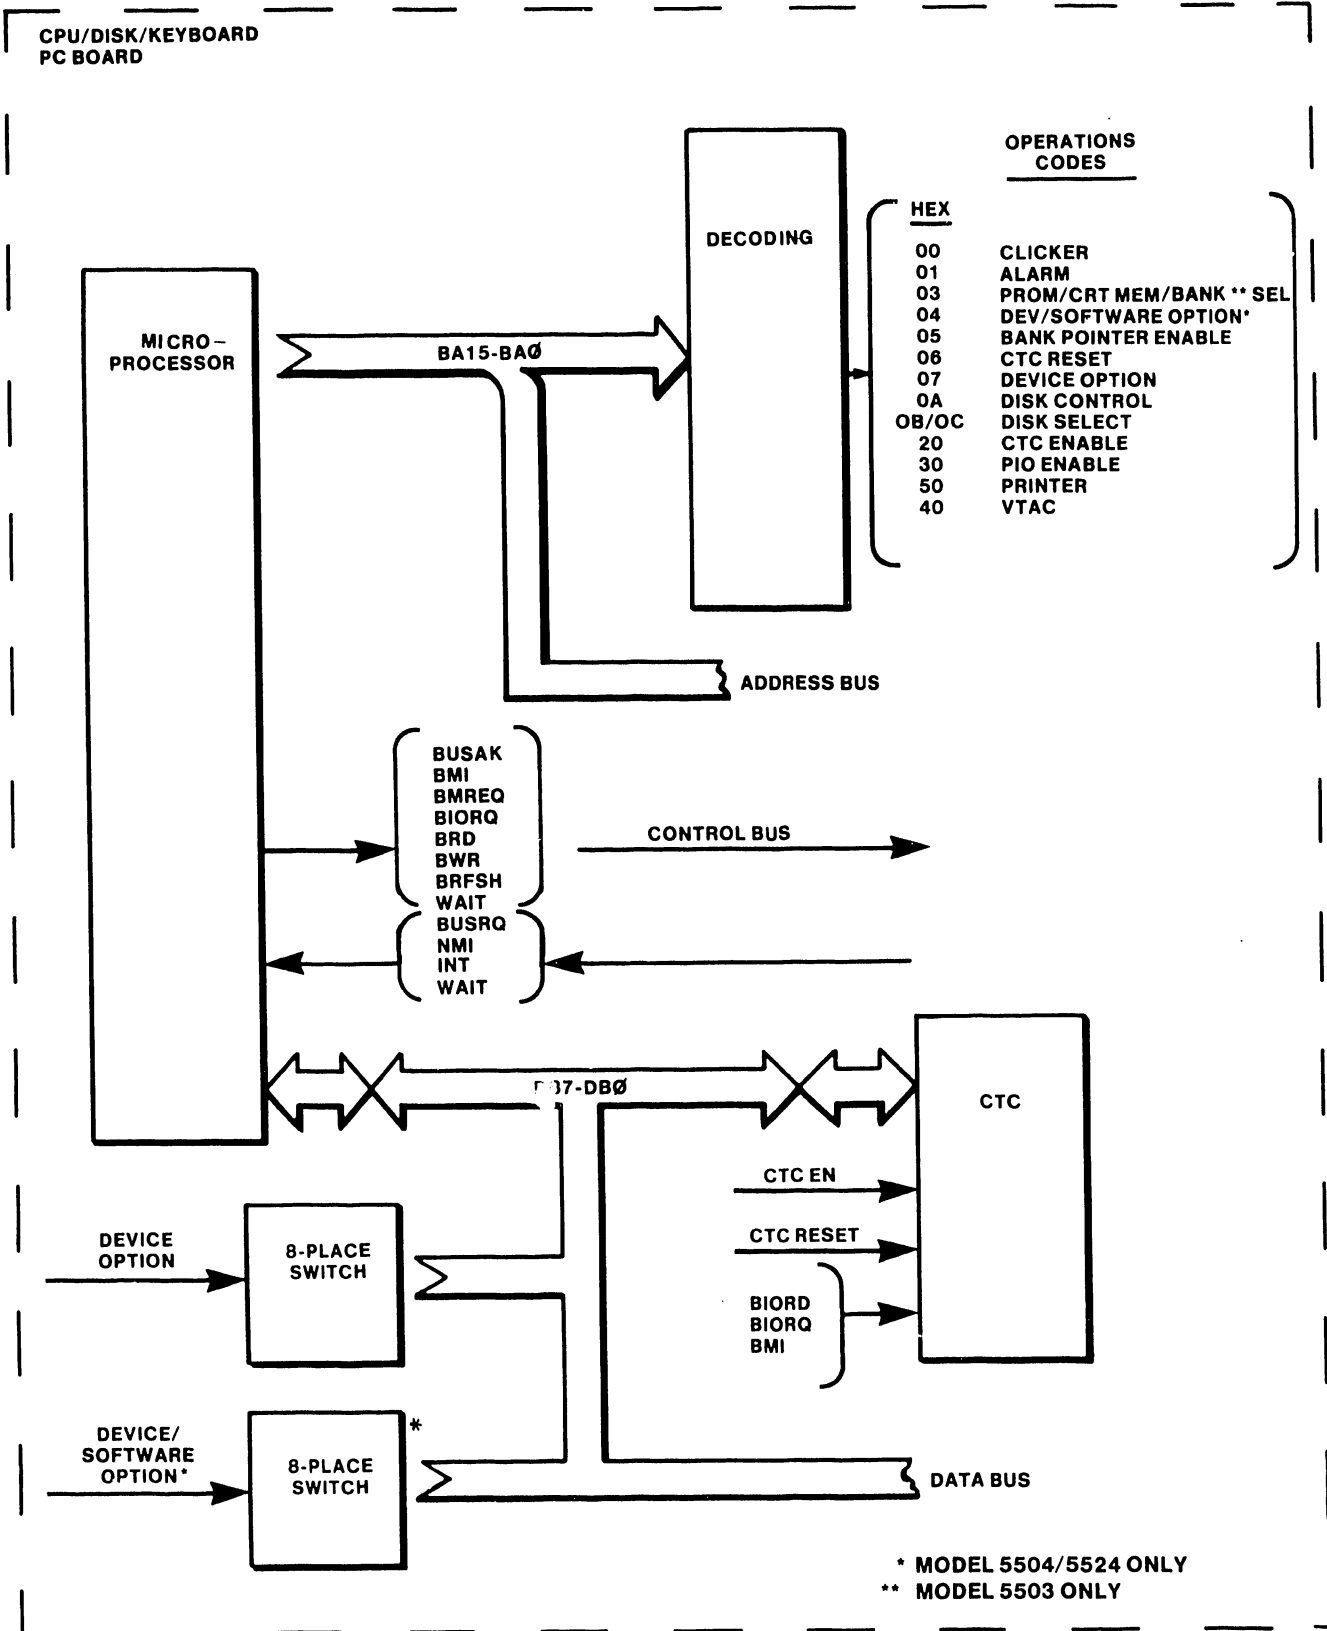 CPU/DISK/KEYBOARD
PC BOARD
OPERATIONS
CODES
HEX
00 CLICKER
01 ALARM
03 PROM/CRT MEM/BANK ** SEL
04 DEV/SOFTWARE OPTION*
05 BANK POINTER ENABLE
06 CTC RESET
07 DEVICE OPTION
0A DISK CONTROL
OB/OC DISK SELECT
20 CTC ENABLE
30 PIO ENABLE
50 PRINTER
40 VTAC
DECODING
MICRO-
PROCESSOR
BA15-BAØ
ADDRESS BUS
BUSAK
BMI
BMREQ
BIORQ
BRD
BWR
BRFSH
WAIT
CONTROL BUS
BUSRQ
NMI
INT
WAIT
CTC
CTC EN
CTC RESET
BIORD
BIORQ
BMI
DEVICE
OPTION
8-PLACE
SWITCH
DEVICE/
SOFTWARE
OPTION*
8-PLACE
SWITCH
*
DATA BUS
* MODEL 5504/5524 ONLY
** MODEL 5503 ONLY